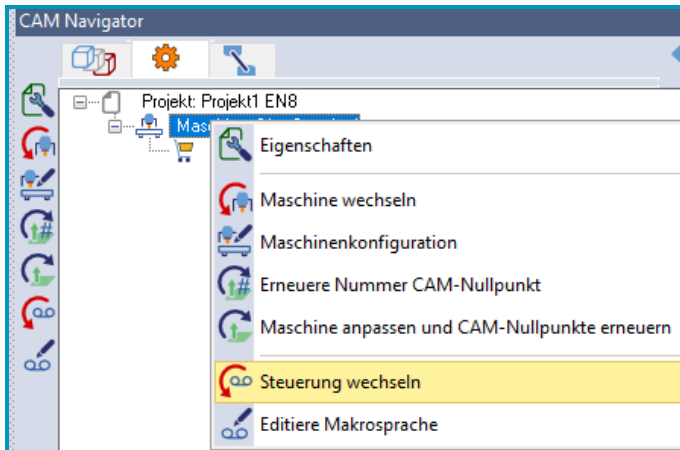 CAM Navigator
Projekt: Projekt1 EN8
Eigenschaften
Maschine wechseln
Maschinenkonfiguration
Erneuere Nummer CAM-Nullpunkt
Maschine anpassen und CAM-Nullpunkte erneuern
Steuerung wechseln
Editiere Makrosprache